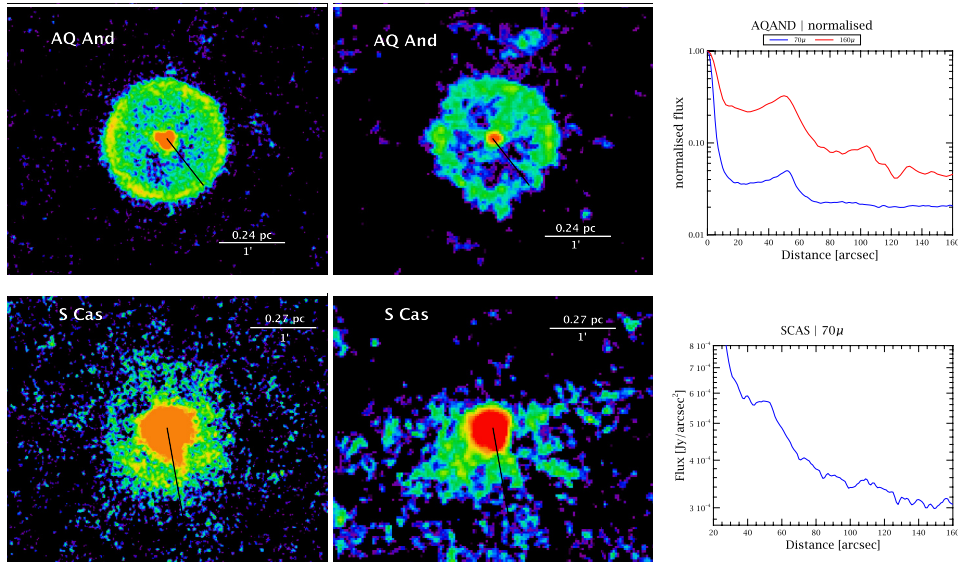 AQ And
0.24 pc
1'
AQ And
0.24 pc
1'
AQAND | normalised
70µ 160µ
normalised flux
1.00
0.10
0.01
0 20 40 60 80 100 120 140 160
Distance [arcsec]
S Cas
0.27 pc
1'
S Cas
0.27 pc
1'
SCAS | 70µ
Flux [Jy/arcsec²]
8 10⁻⁴
7 10⁻⁴
6 10⁻⁴
5 10⁻⁴
4 10⁻⁴
3 10⁻⁴
20 40 60 80 100 120 140 160
Distance [arcsec]